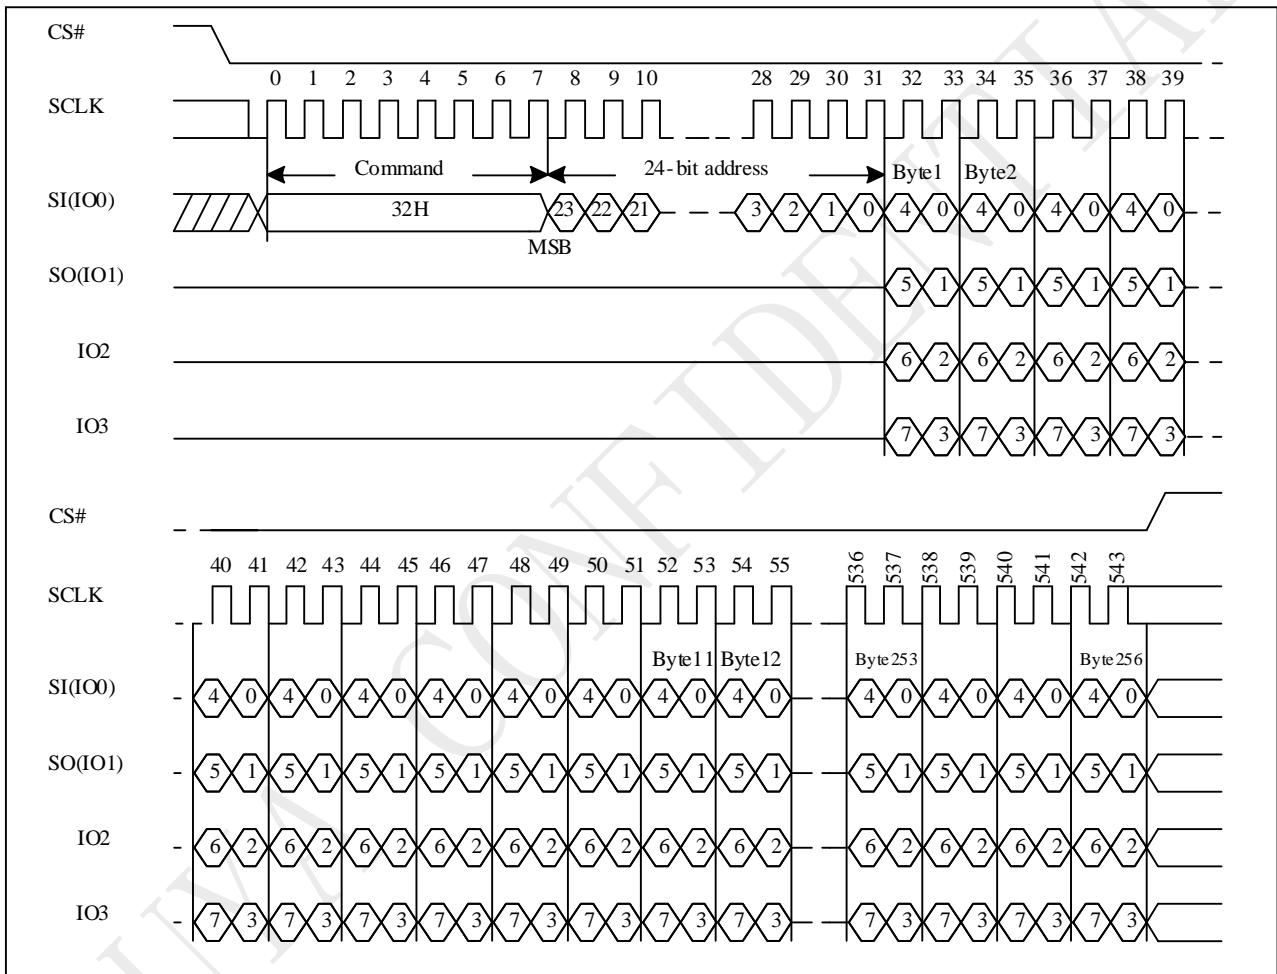 CS#
0 1 2 3 4 5 6 7 8 9 10 28 29 30 31 32 33 34 35 36 37 38 39
SCLK
Command 24-bit address Byte1 Byte2
SI(IO0) 32H 23 22 21 3 2 1 0 4 0 4 0 4 0 4 0
MSB
SO(IO1) 5 1 5 1 5 1 5 1
IO2 6 2 6 2 6 2 6 2
IO3 7 3 7 3 7 3 7 3
CS#
40 41 42 43 44 45 46 47 48 49 50 51 52 53 54 55 536 537 538 539 540 541 542 543
SCLK
Byte11 Byte12 Byte253 Byte256
SI(IO0) 4 0 4 0 4 0 4 0 4 0 4 0 4 0 4 0 4 0 4 0 4 0 4 0
SO(IO1) 5 1 5 1 5 1 5 1 5 1 5 1 5 1 5 1 5 1 5 1 5 1 5 1
IO2 6 2 6 2 6 2 6 2 6 2 6 2 6 2 6 2 6 2 6 2 6 2 6 2
IO3 7 3 7 3 7 3 7 3 7 3 7 3 7 3 7 3 7 3 7 3 7 3 7 3
UYA CONFIDENTIAL